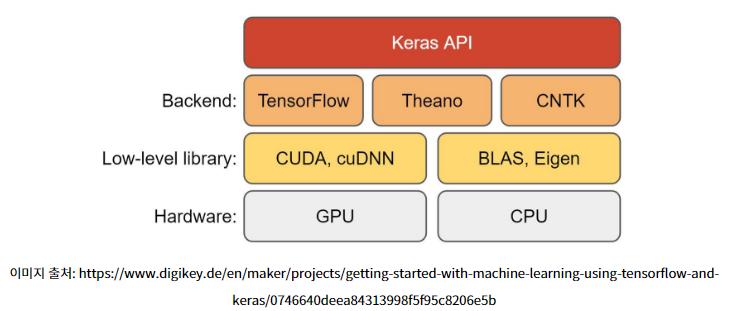 Keras API
Backend: TensorFlow Theano CNTK
Low-level library: CUDA, cuDNN BLAS, Eigen
Hardware: GPU CPU
이미지 출처: https://www.digikey.de/en/maker/projects/getting-started-with-machine-learning-using-tensorflow-and-
keras/0746640deea84313998f5f95c8206e5b